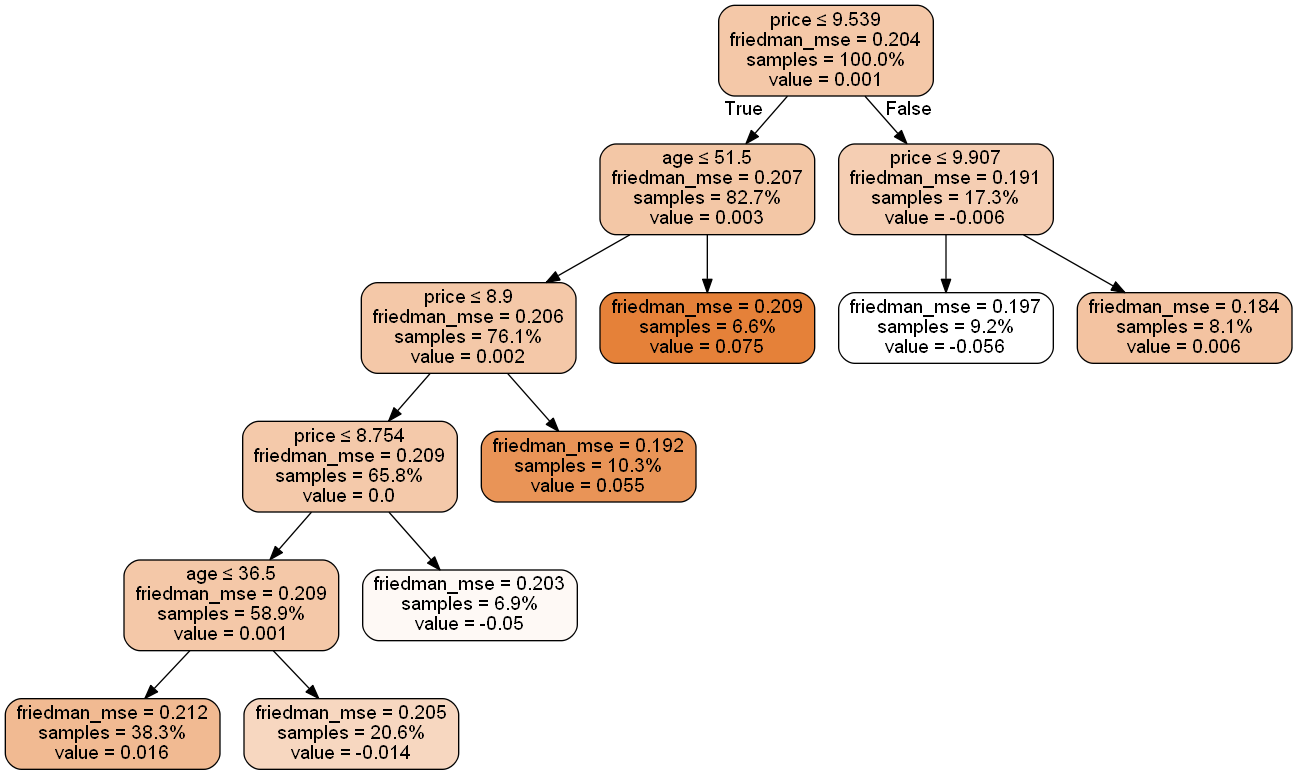 price ≤ 9.539
friedman_mse = 0.204
samples = 100.0%
value = 0.001
True
False
age ≤ 51.5
friedman_mse = 0.207
samples = 82.7%
value = 0.003
price ≤ 9.907
friedman_mse = 0.191
samples = 17.3%
value = -0.006
price ≤ 8.9
friedman_mse = 0.206
samples = 76.1%
value = 0.002
friedman_mse = 0.209
samples = 6.6%
value = 0.075
friedman_mse = 0.197
samples = 9.2%
value = -0.056
friedman_mse = 0.184
samples = 8.1%
value = 0.006
price ≤ 8.754
friedman_mse = 0.209
samples = 65.8%
value = 0.0
friedman_mse = 0.192
samples = 10.3%
value = 0.055
age ≤ 36.5
friedman_mse = 0.209
samples = 58.9%
value = 0.001
friedman_mse = 0.203
samples = 6.9%
value = -0.05
friedman_mse = 0.212
samples = 38.3%
value = 0.016
friedman_mse = 0.205
samples = 20.6%
value = -0.014